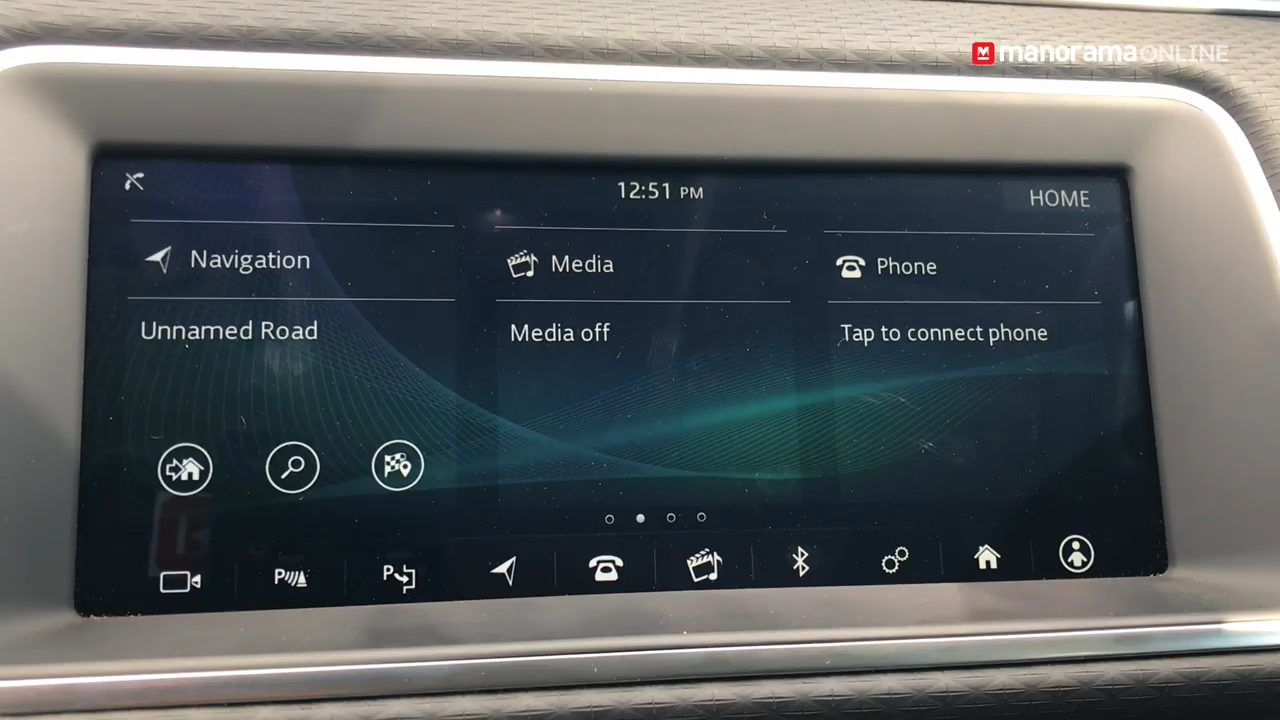 manorama ONLINE
12:51 PM
HOME
Navigation
Media
Phone
Unnamed Road
Media off
Tap to connect phone
P
P